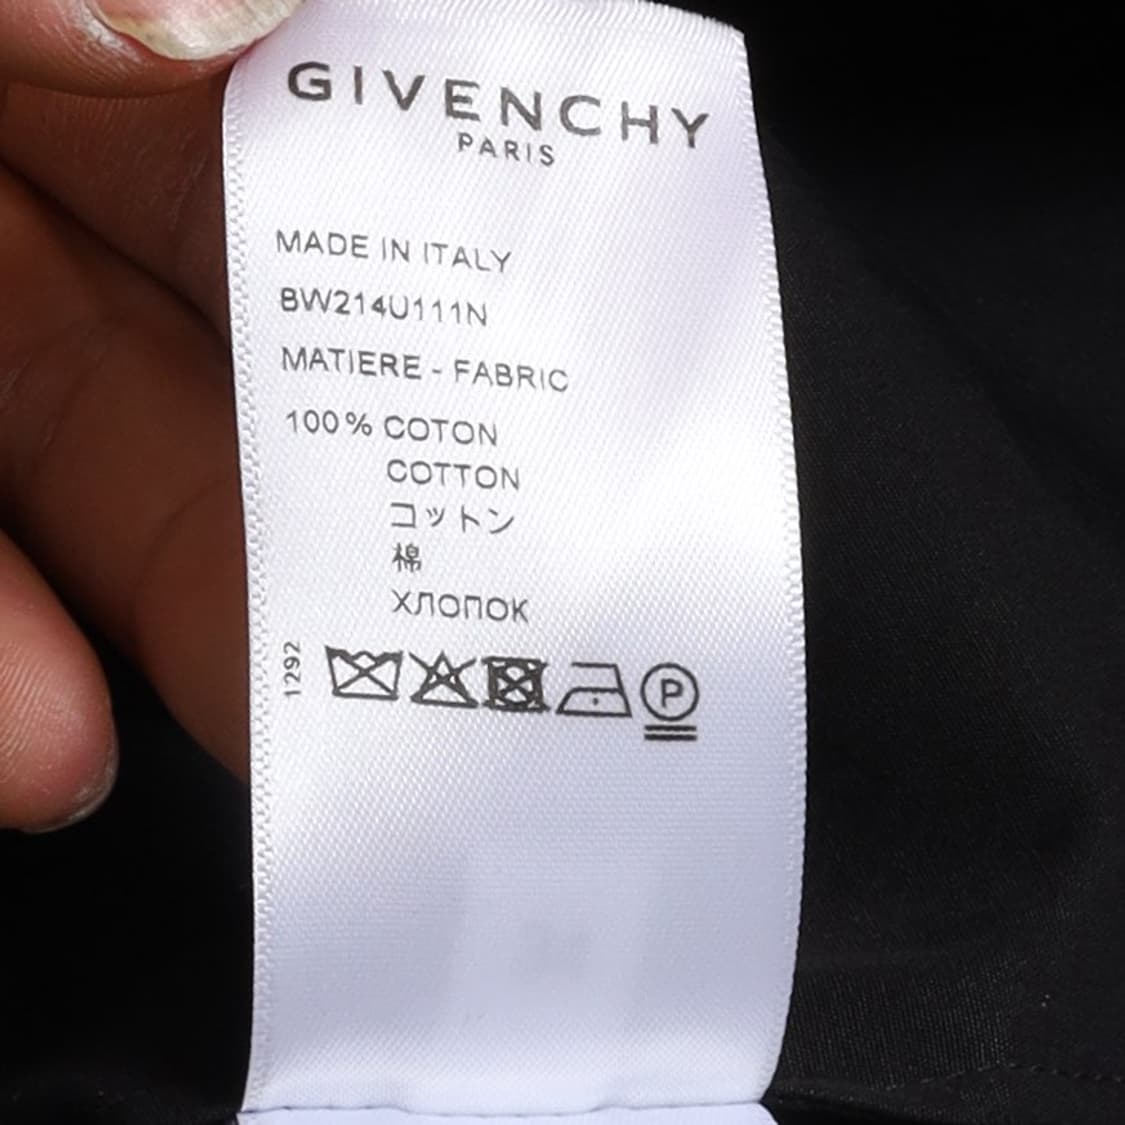 GIVENCHY
PARIS
MADE IN ITALY
BW214U111N
MATIERE - FABRIC
100% COTON
COTTON
コットン
棉
ХЛОПОК
1292
P